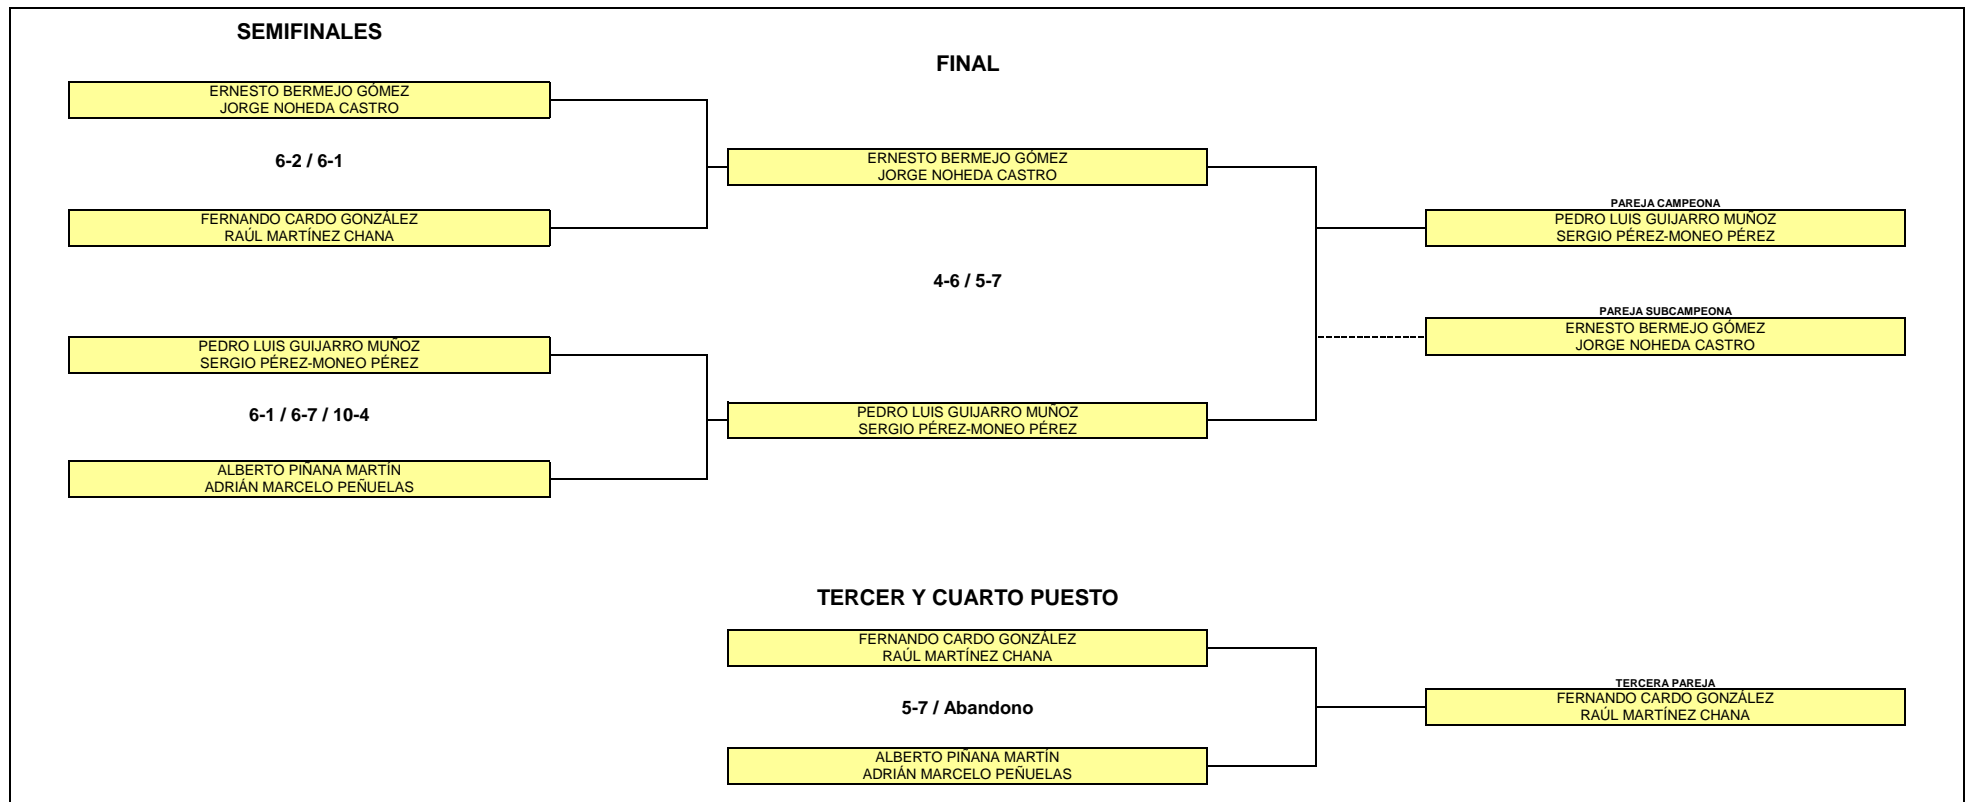 SEMIFINALES
FINAL
ERNESTO BERMEJO GÓMEZ
JORGE NOHEDA CASTRO
6-2 / 6-1
ERNESTO BERMEJO GÓMEZ
JORGE NOHEDA CASTRO
FERNANDO CARDO GONZÁLEZ
RAÚL MARTÍNEZ CHANA
PAREJA CAMPEONA
PEDRO LUIS GUIJARRO MUÑOZ
SERGIO PÉREZ-MONEO PÉREZ
4-6 / 5-7
PAREJA SUBCAMPEONA
ERNESTO BERMEJO GÓMEZ
JORGE NOHEDA CASTRO
PEDRO LUIS GUIJARRO MUÑOZ
SERGIO PÉREZ-MONEO PÉREZ
6-1 / 6-7 / 10-4
PEDRO LUIS GUIJARRO MUÑOZ
SERGIO PÉREZ-MONEO PÉREZ
ALBERTO PIÑANA MARTÍN
ADRIÁN MARCELO PEÑUELAS
TERCER Y CUARTO PUESTO
FERNANDO CARDO GONZÁLEZ
RAÚL MARTÍNEZ CHANA
5-7 / Abandono
TERCERA PAREJA
FERNANDO CARDO GONZÁLEZ
RAÚL MARTÍNEZ CHANA
ALBERTO PIÑANA MARTÍN
ADRIÁN MARCELO PEÑUELAS